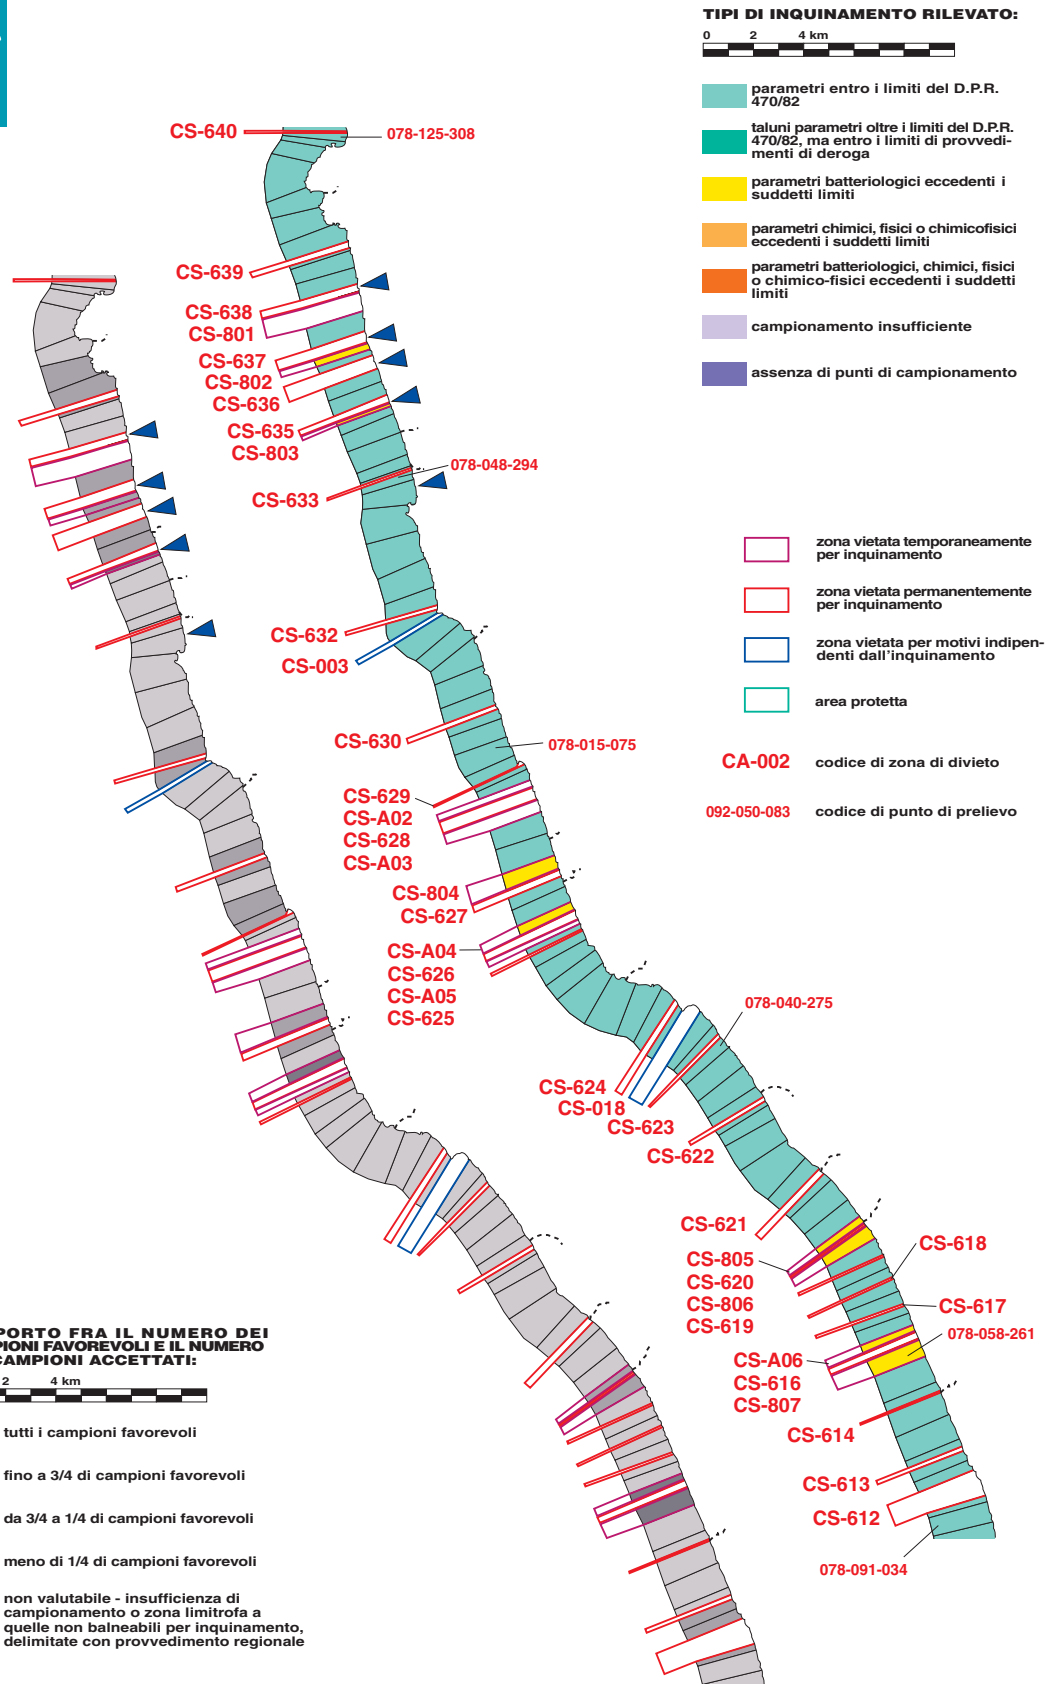 TIPI DI INQUINAMENTO RILEVATO:
0 2 4 km
parametri entro i limiti del D.P.R.
470/82
taluni parametri oltre i limiti del D.P.R.
470/82, ma entro i limiti di provvedi-
menti di deroga
parametri batteriologici eccedenti i
suddetti limiti
parametri chimici, fisici o chimicofisici
eccedenti i suddetti limiti
parametri batteriologici, chimici, fisici
o chimico-fisici eccedenti i suddetti
limiti
campionamento insufficiente
assenza di punti di campionamento
zona vietata temporaneamente
per inquinamento
zona vietata permanentemente
per inquinamento
zona vietata per motivi indipen-
denti dall'inquinamento
area protetta
CA-002 codice di zona di divieto
092-050-083 codice di punto di prelievo
CS-640
078-125-308
CS-639
CS-638
CS-801
CS-637
CS-802
CS-636
CS-635
CS-803
078-048-294
CS-633
CS-632
CS-003
CS-630
078-015-075
CS-629
CS-A02
CS-628
CS-A03
CS-804
CS-627
CS-A04
CS-626
CS-A05
CS-625
078-040-275
CS-624
CS-018
CS-623
CS-622
CS-621
CS-805
CS-620
CS-806
CS-619
CS-618
CS-617
078-058-261
CS-A06
CS-616
CS-807
CS-614
CS-613
CS-612
078-091-034
PORTO FRA IL NUMERO DEI
PIONI FAVOREVOLI E IL NUMERO
CAMPIONI ACCETTATI:
2 4 km
tutti i campioni favorevoli
fino a 3/4 di campioni favorevoli
da 3/4 a 1/4 di campioni favorevoli
meno di 1/4 di campioni favorevoli
non valutabile - insufficienza di
campionamento o zona limitrofa a
quelle non balneabili per inquinamento,
delimitate con provvedimento regionale